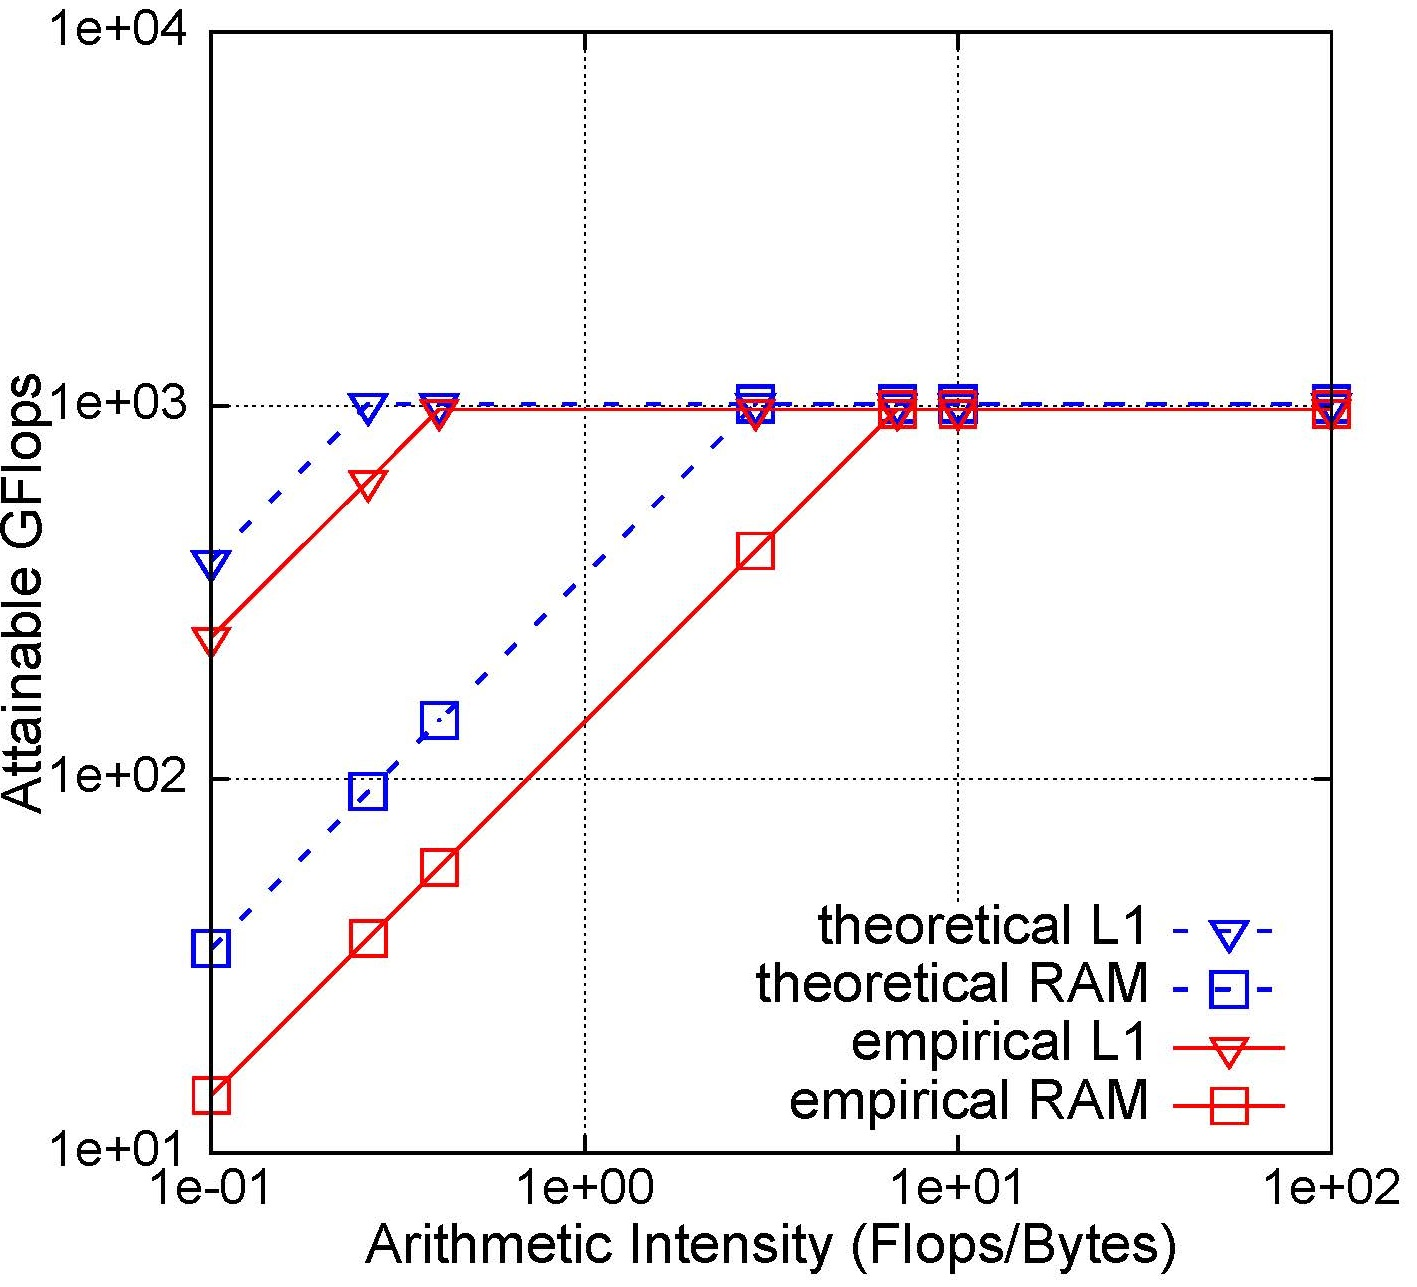 1e+04
1e+03
1e+02
1e+01
Attainable GFlops
theoretical L1
theoretical RAM
empirical L1
empirical RAM
1e-01 1e+00 1e+01 1e+02
Arithmetic Intensity (Flops/Bytes)